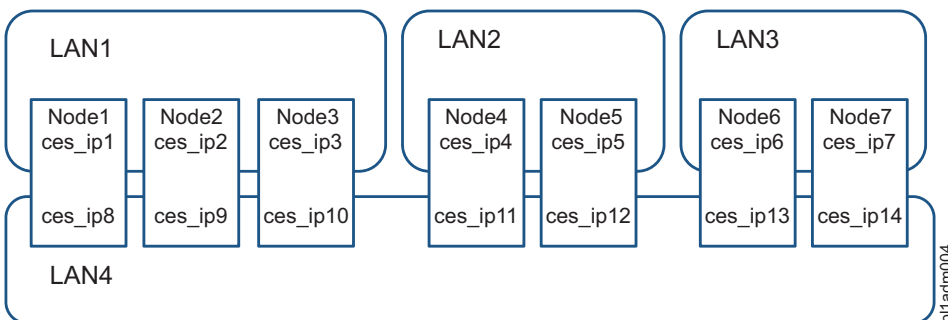 LAN1
LAN2
LAN3
Node1
ces_ip1
Node2
ces_ip2
Node3
ces_ip3
Node4
ces_ip4
Node5
ces_ip5
Node6
ces_ip6
Node7
ces_ip7
ces_ip8
ces_ip9
ces_ip10
ces_ip11
ces_ip12
ces_ip13
ces_ip14
LAN4
bl1adm004